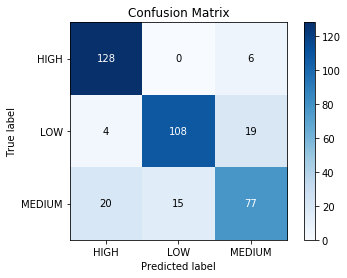 Confusion Matrix
True label
HIGH 128 0 6
LOW 4 108 19
MEDIUM 20 15 77
HIGH LOW MEDIUM
Predicted label
120
100
80
60
40
20
0